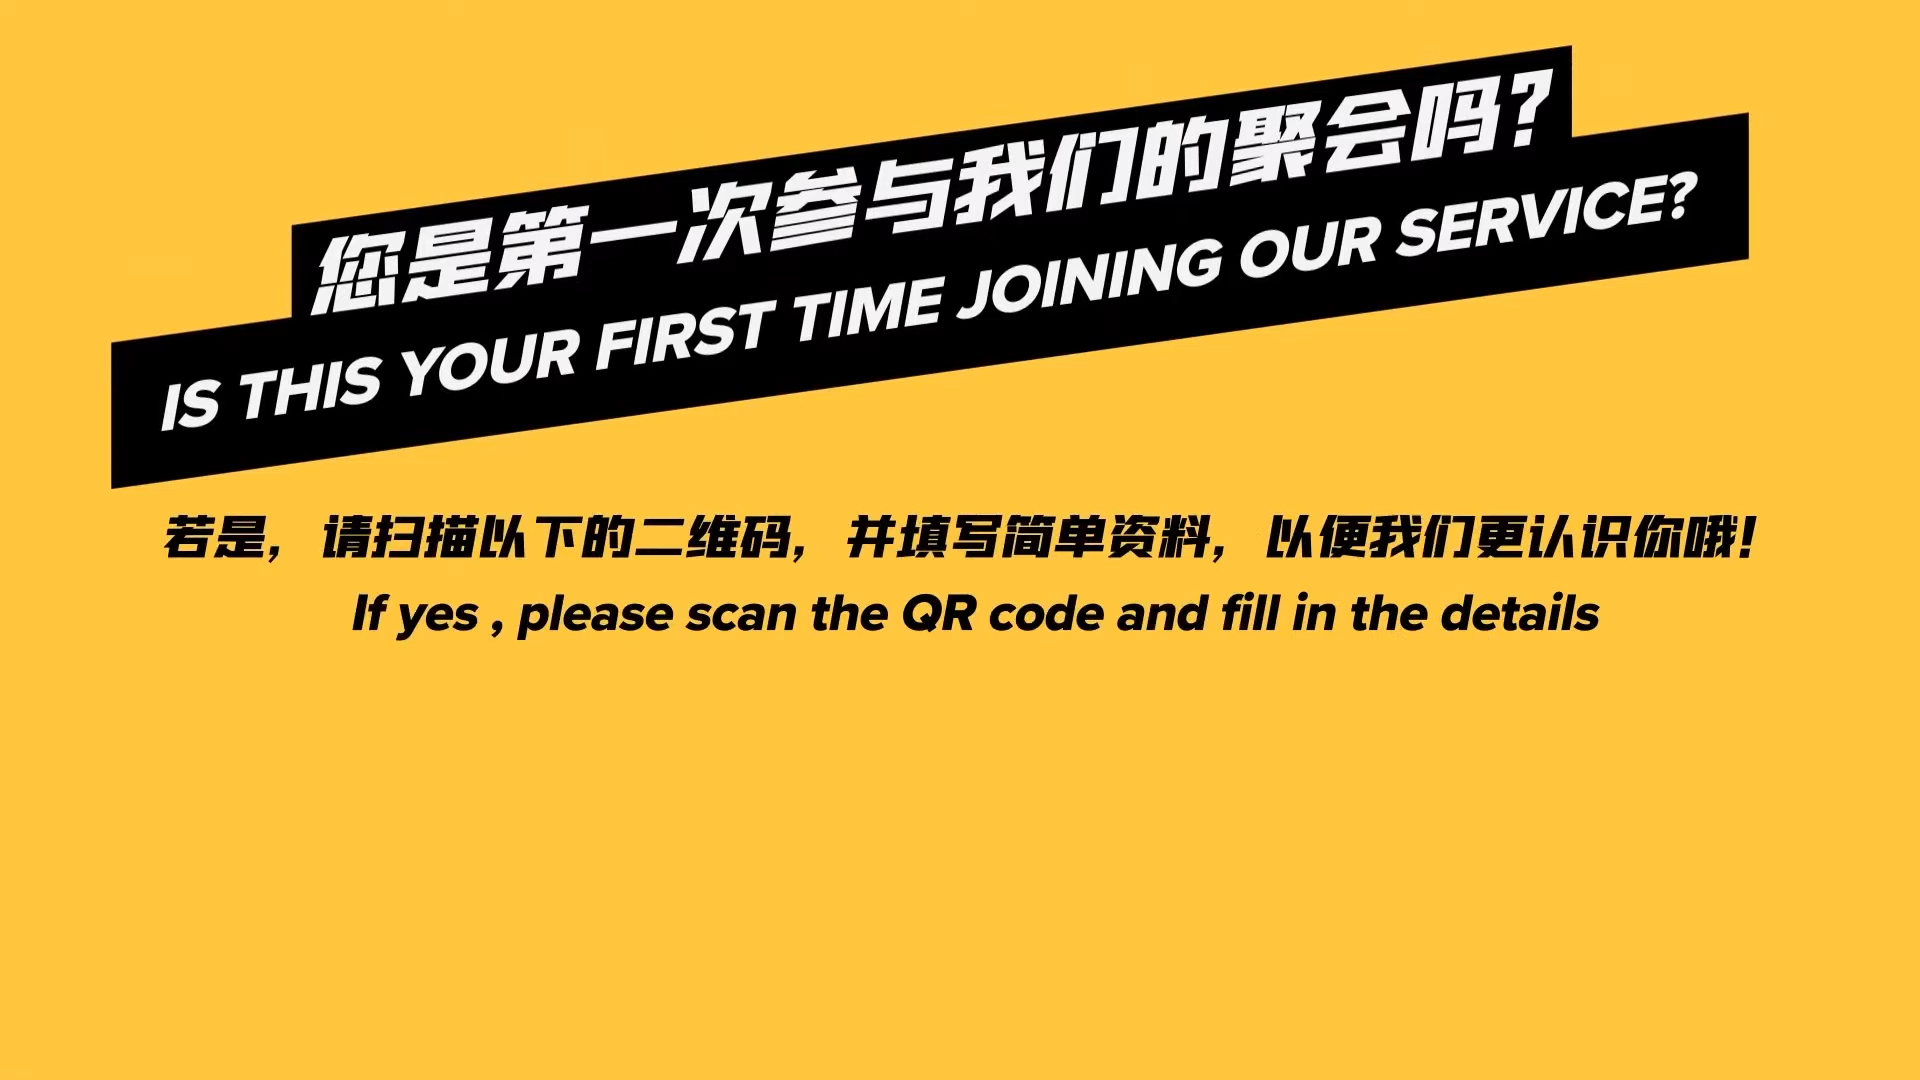 您是第一次参与我们的聚会吗？
IS THIS YOUR FIRST TIME JOINING OUR SERVICE?
若是，请扫描以下的二维码，并填写简单资料，以便我们更认识你哦！
If yes , please scan the QR code and fill in the details